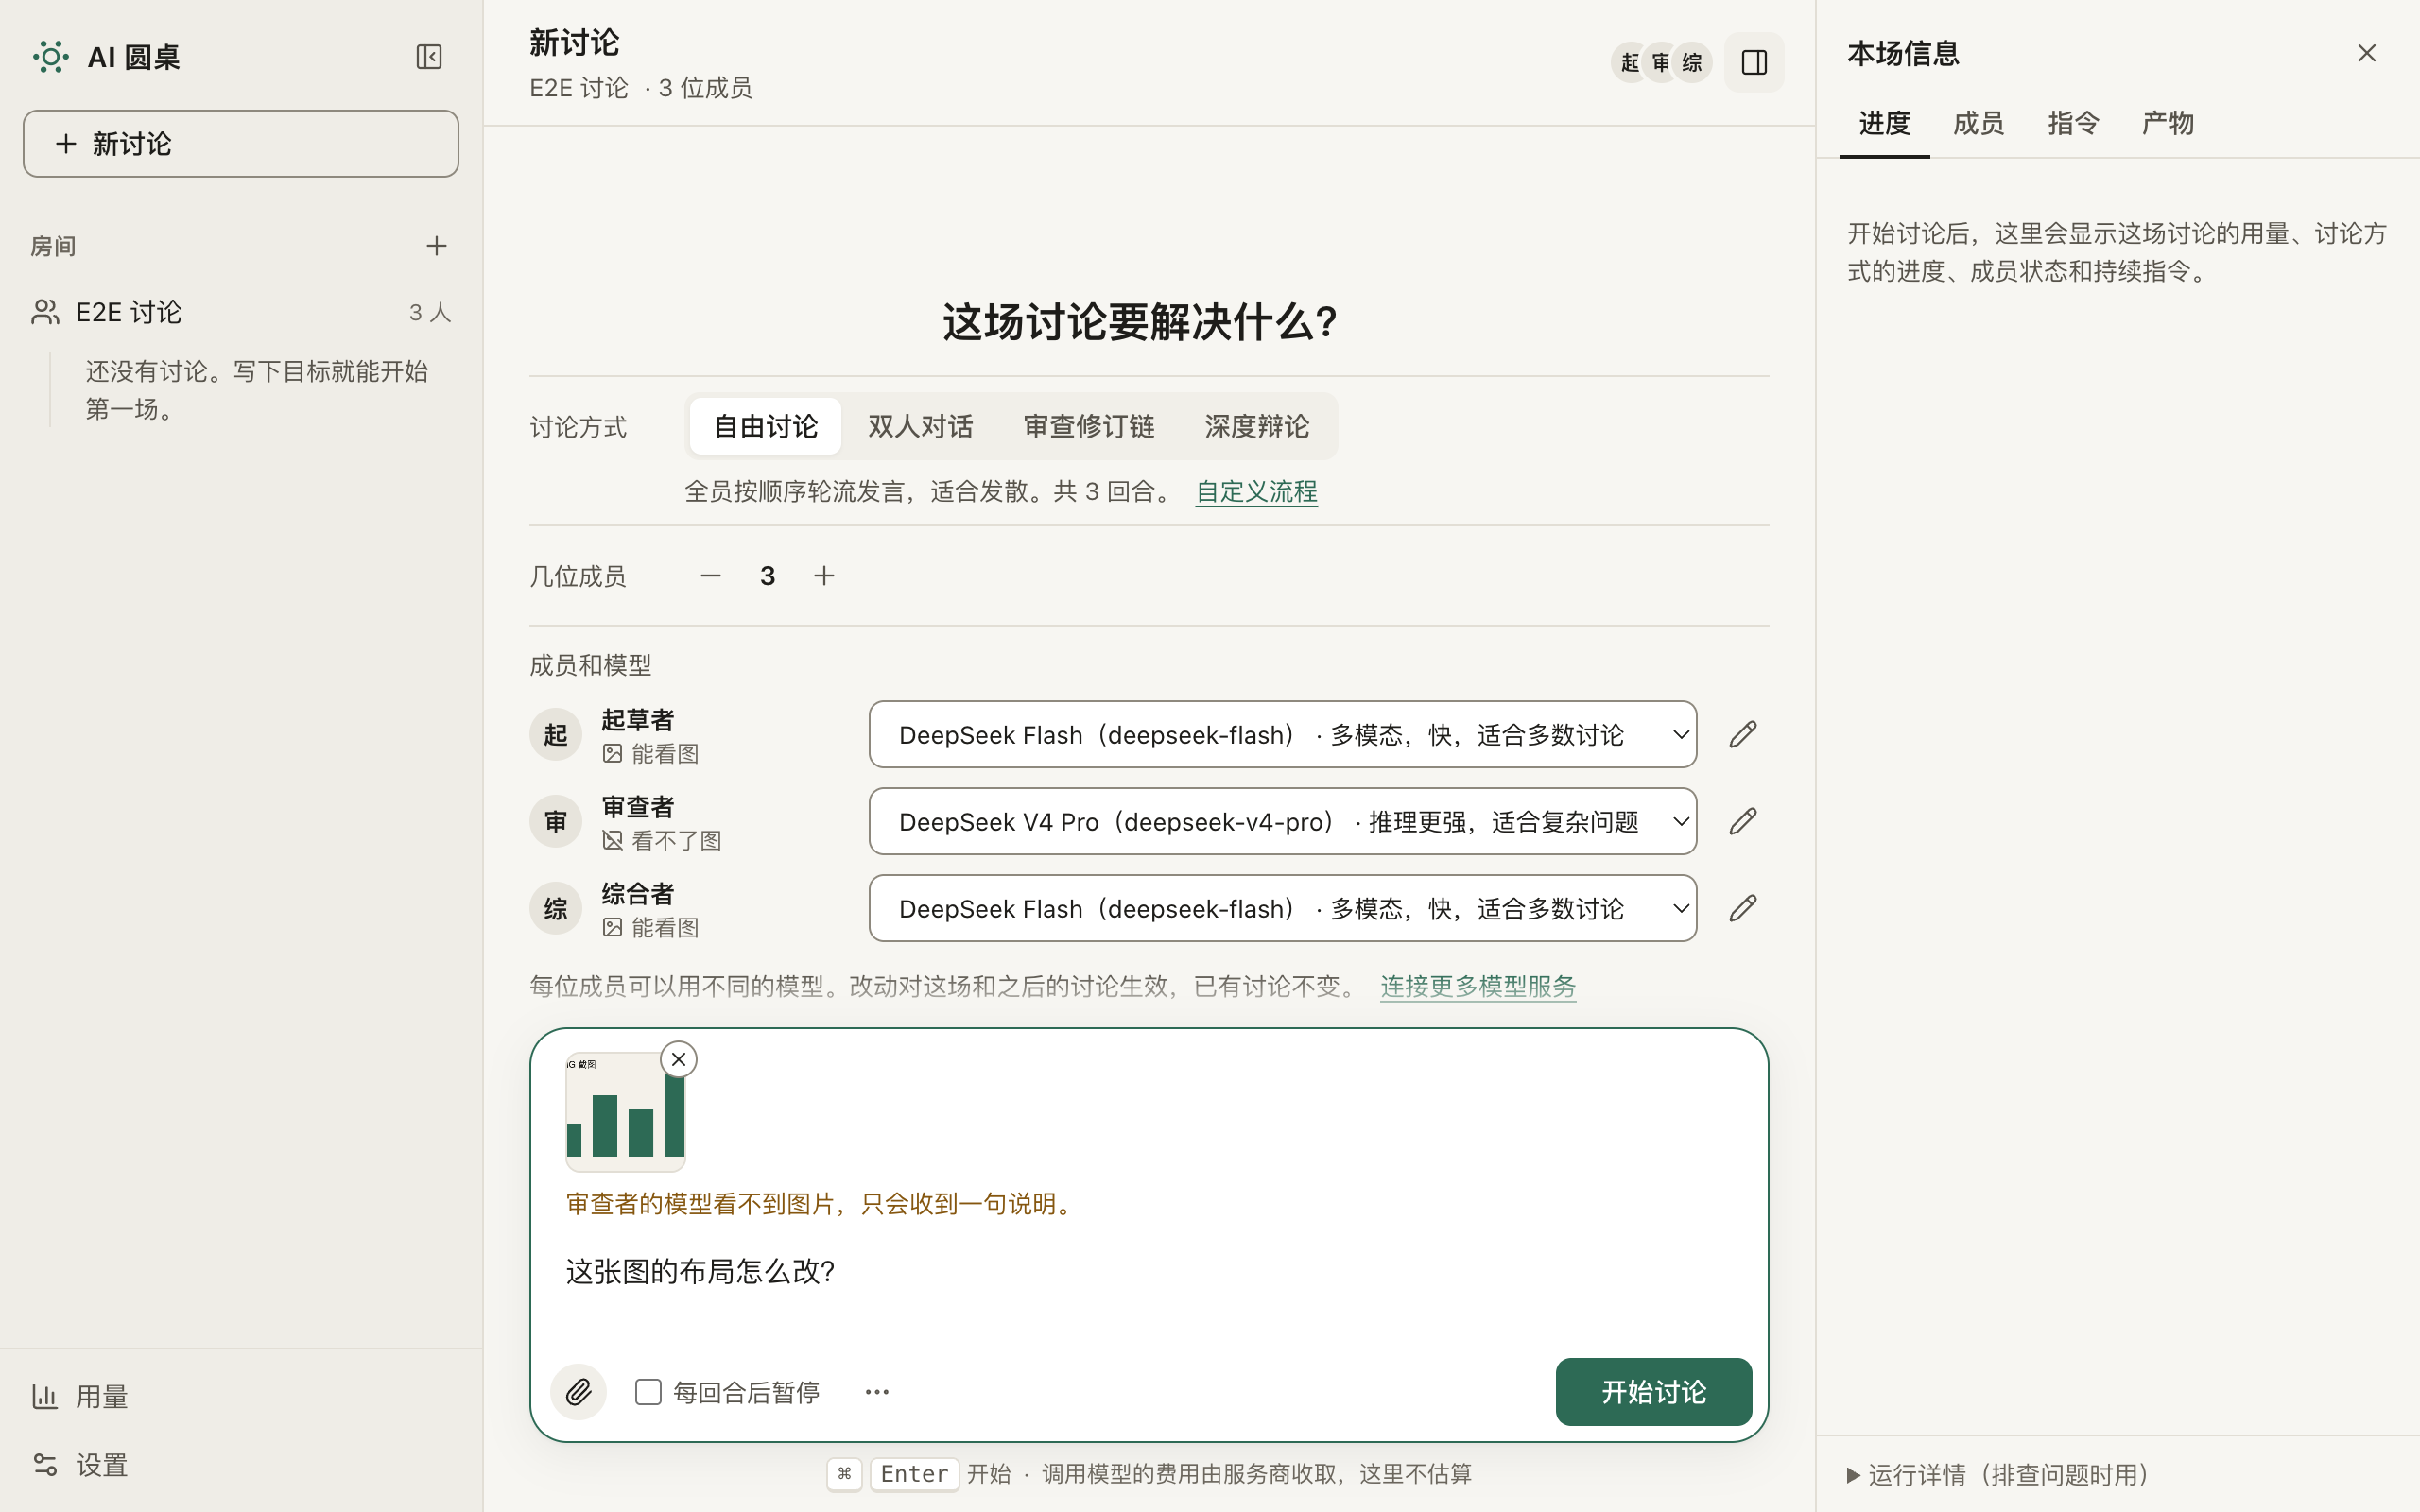 AI 圆桌
新讨论
房间
E2E 讨论
3 人
还没有讨论。写下目标就能开始
第一场。
用量
设置
新讨论
E2E 讨论 · 3 位成员
起 审 综
这场讨论要解决什么?
讨论方式
自由讨论 双人对话 审查修订链 深度辩论
全员按顺序轮流发言，适合发散。共 3 回合。 自定义流程
几位成员
3
成员和模型
起
起草者
能看图
DeepSeek Flash（deepseek-flash） · 多模态，快，适合多数讨论
审
审查者
看不了图
DeepSeek V4 Pro（deepseek-v4-pro） · 推理更强，适合复杂问题
综
综合者
能看图
DeepSeek Flash（deepseek-flash） · 多模态，快，适合多数讨论
每位成员可以用不同的模型。改动对这场和之后的讨论生效，已有讨论不变。 连接更多模型服务
G 截图
审查者的模型看不到图片，只会收到一句说明。
这张图的布局怎么改?
每回合后暂停
开始讨论
⌘ Enter 开始 · 调用模型的费用由服务商收取，这里不估算
本场信息
进度 成员 指令 产物
开始讨论后，这里会显示这场讨论的用量、讨论方
式的进度、成员状态和持续指令。
运行详情（排查问题时用）